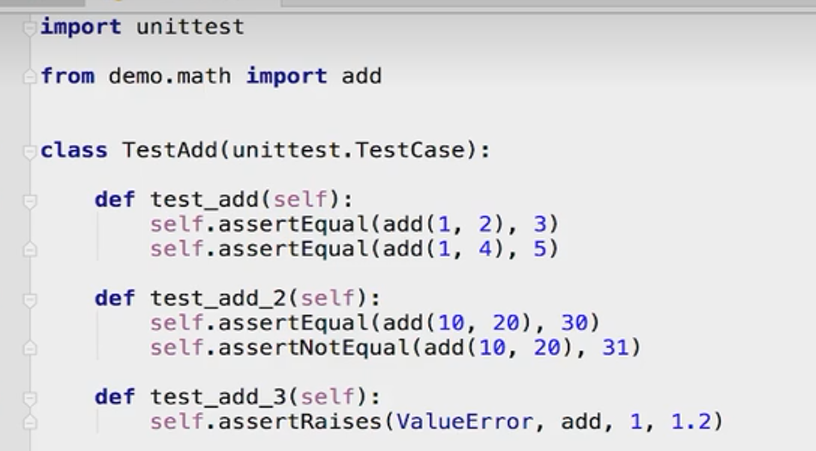 import unittest
from demo.math import add
class TestAdd(unittest.TestCase):
def test_add(self):
self.assertEqual(add(1, 2), 3)
self.assertEqual(add(1, 4), 5)
def test_add_2(self):
self.assertEqual(add(10, 20), 30)
self.assertNotEqual(add(10, 20), 31)
def test_add_3(self):
self.assertRaises(ValueError, add, 1, 1.2)